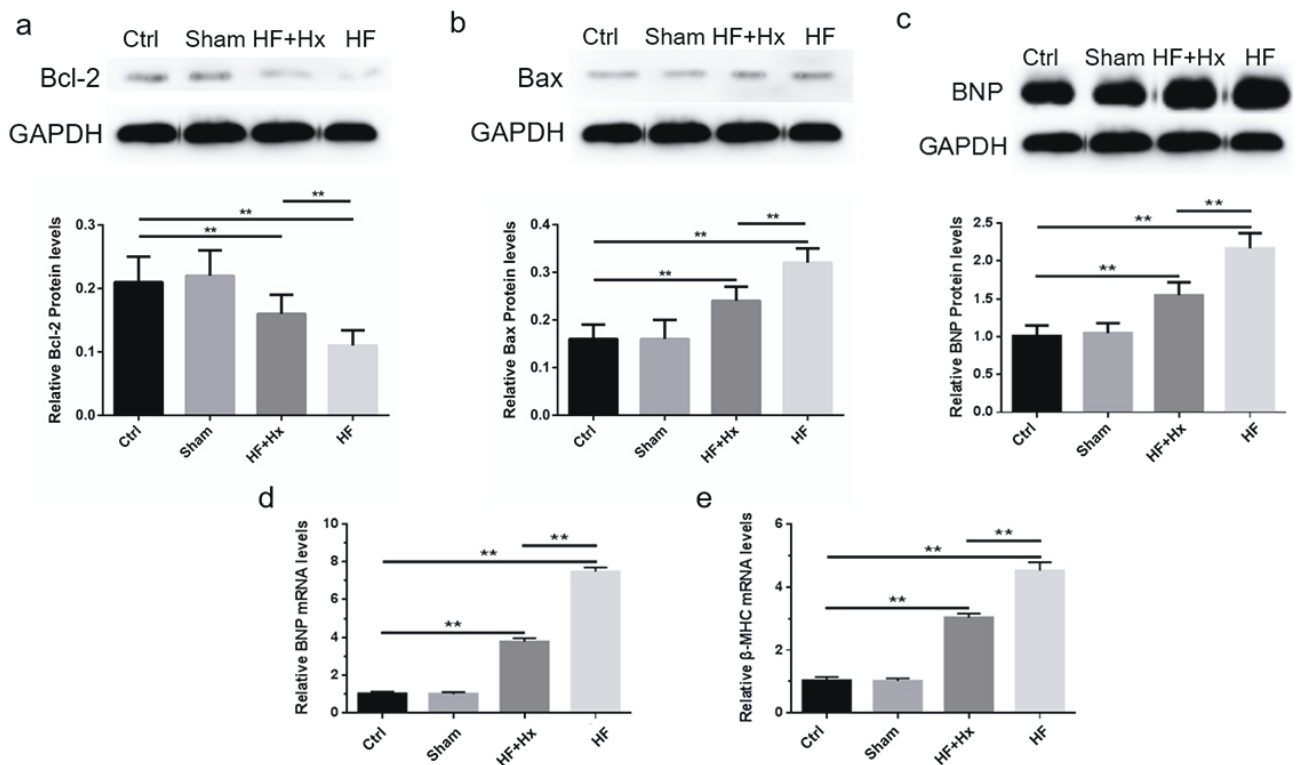 a
Ctrl Sham HF+Hx HF
Bcl-2
GAPDH
**
**
**
Relative Bcl-2 Protein levels
0.3
0.2
0.1
0.0
Ctrl Sham HF+Hx HF
b
Ctrl Sham HF+Hx HF
Bax
GAPDH
**
**
**
Relative Bax Protein levels
0.4
0.3
0.2
0.1
0.0
Ctrl Sham HF+Hx HF
c
Ctrl Sham HF+Hx HF
BNP
GAPDH
**
**
**
Relative BNP Protein levels
2.5
2.0
1.5
1.0
0.5
0.0
Ctrl Sham HF+Hx HF
d
**
**
**
Relative BNP mRNA levels
10
8
6
4
2
0
Ctrl Sham HF+Hx HF
e
**
**
**
Relative β-MHC mRNA levels
6
4
2
0
Ctrl Sham HF+Hx HF